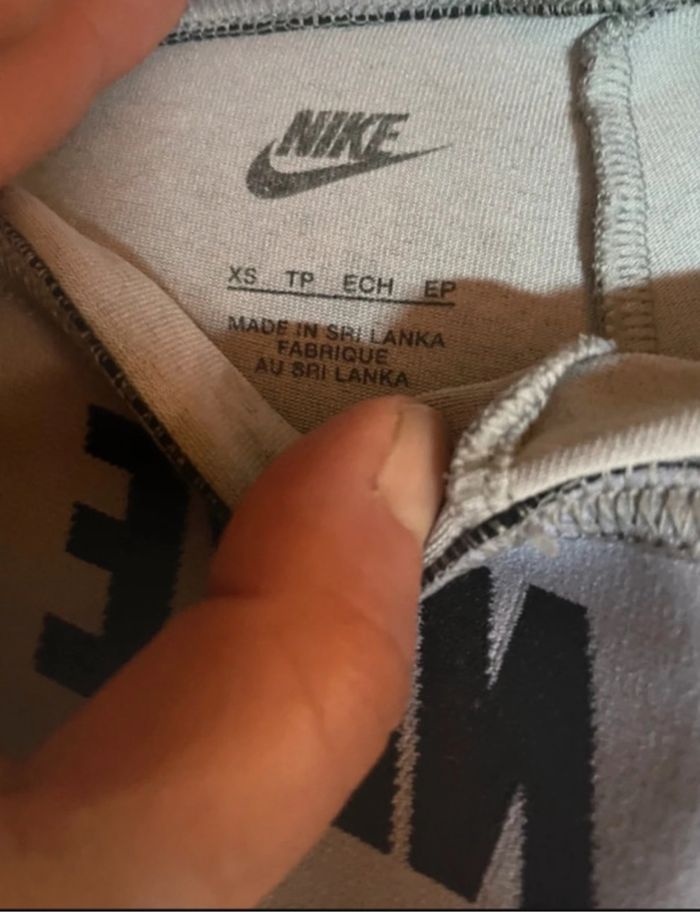 NIKE
XS TP ECH EP
MADE IN SRI LANKA
FABRIQUE
AU SRI LANKA